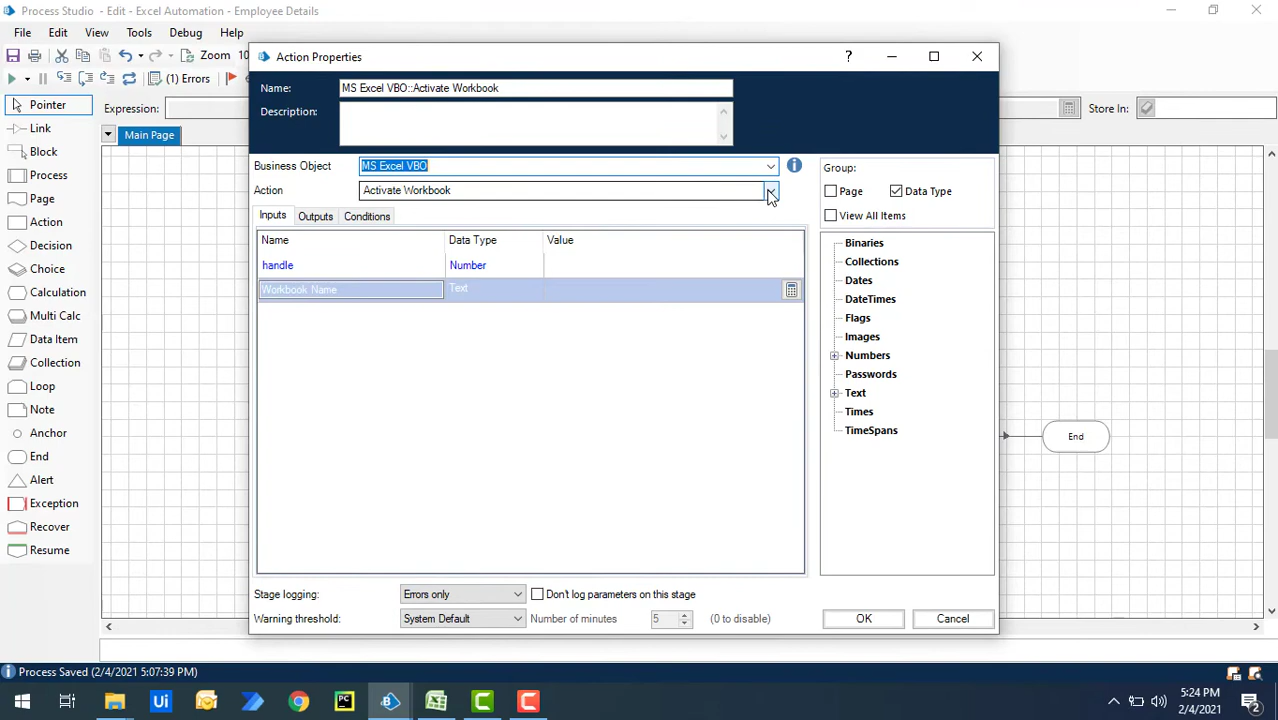 Process Studio - Edit - Excel Automation - Employee Details
File Edit View Tools Debug Help
Zoom 10
(1) Errors
Pointer
Expression:
Store In:
Link
Main Page
Block
Process
Page
Action
Decision
Choice
Calculation
Multi Calc
Data Item
Collection
Loop
Note
Anchor
End
Alert
Exception
Recover
Resume
Action Properties
?
Name: MS Excel VBO::Activate Workbook
Description:
Business Object MS Excel VBO
Action Activate Workbook
Inputs Outputs Conditions
Name Data Type Value
handle Number
Workbook Name Text
Group:
Page Data Type
View All Items
Binaries
Collections
Dates
DateTimes
Flags
Images
Numbers
Passwords
Text
Times
TimeSpans
Stage logging: Errors only Don't log parameters on this stage
Warning threshold: System Default Number of minutes 5 (0 to disable)
OK Cancel
End
Process Saved (2/4/2021 5:07:39 PM)
Ui
PC
5:24 PM
2/4/2021
2